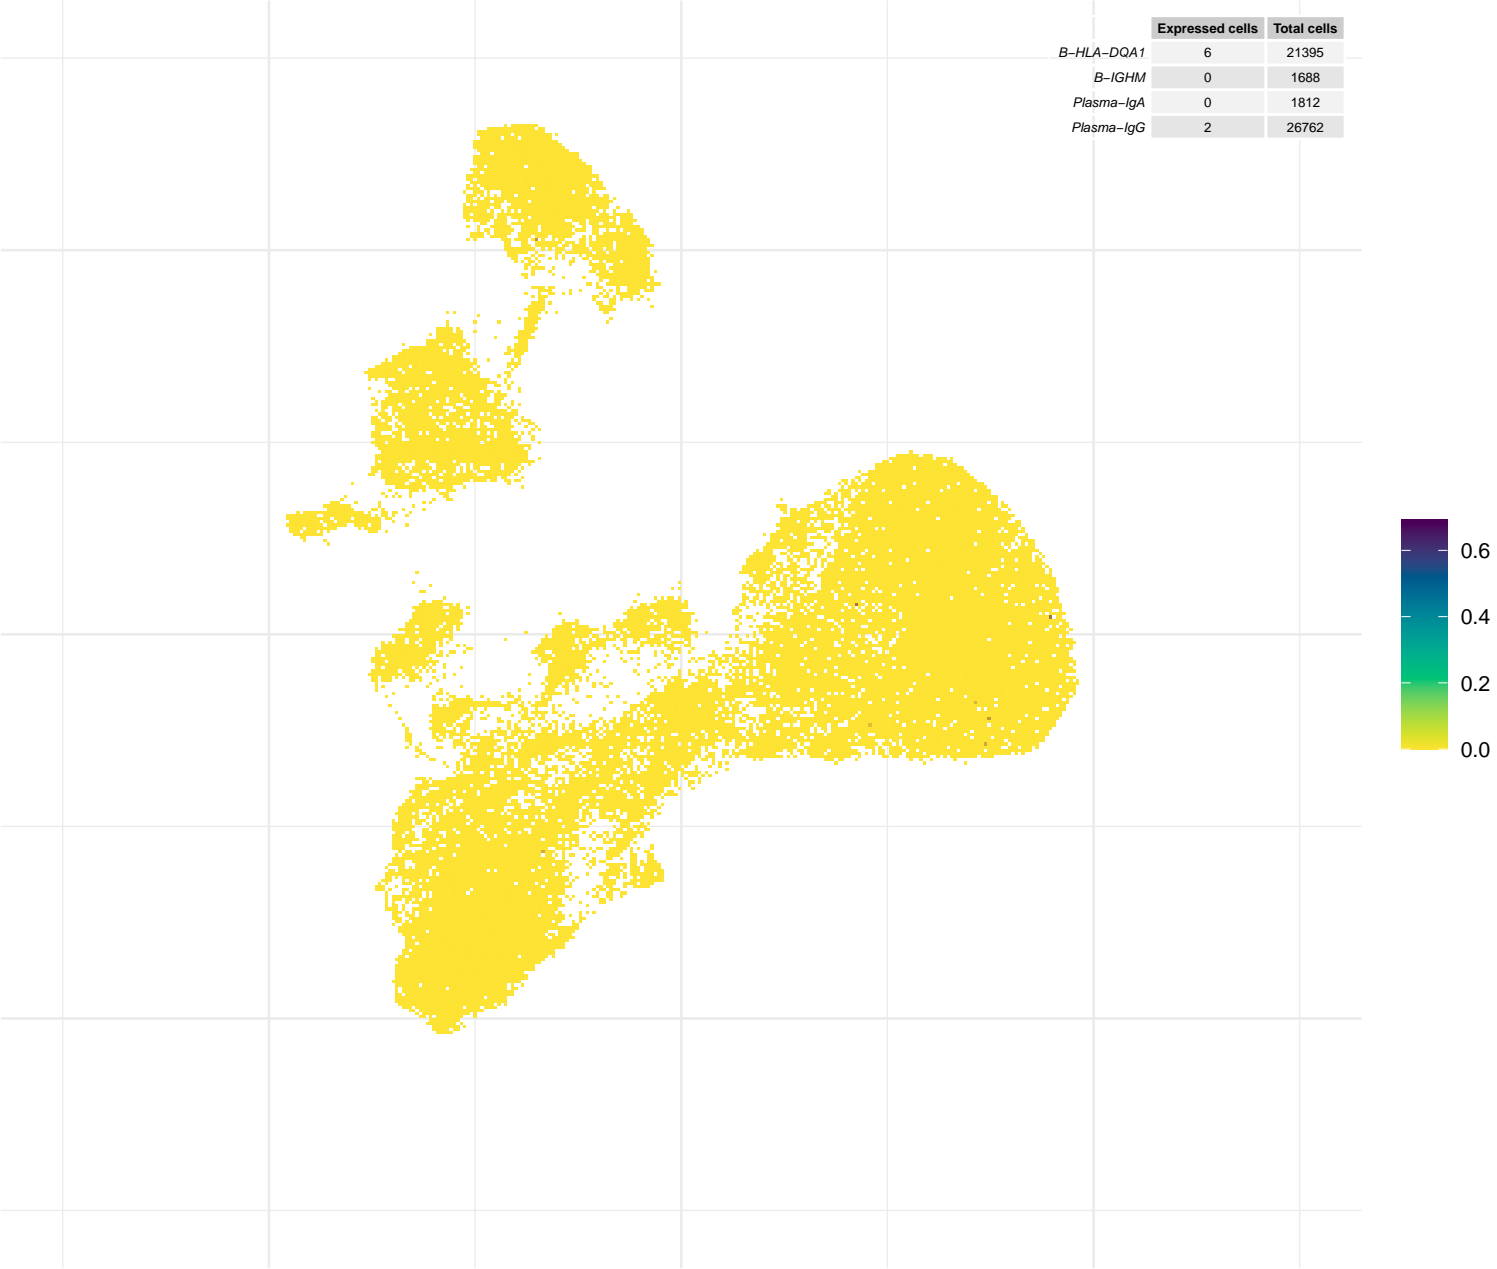 Expressed cells Total cells
B−HLA−DQA1 6 21395
B−IGHM 0 1688
Plasma−IgA 0 1812
Plasma−IgG 2 26762
0.6
0.4
0.2
0.0